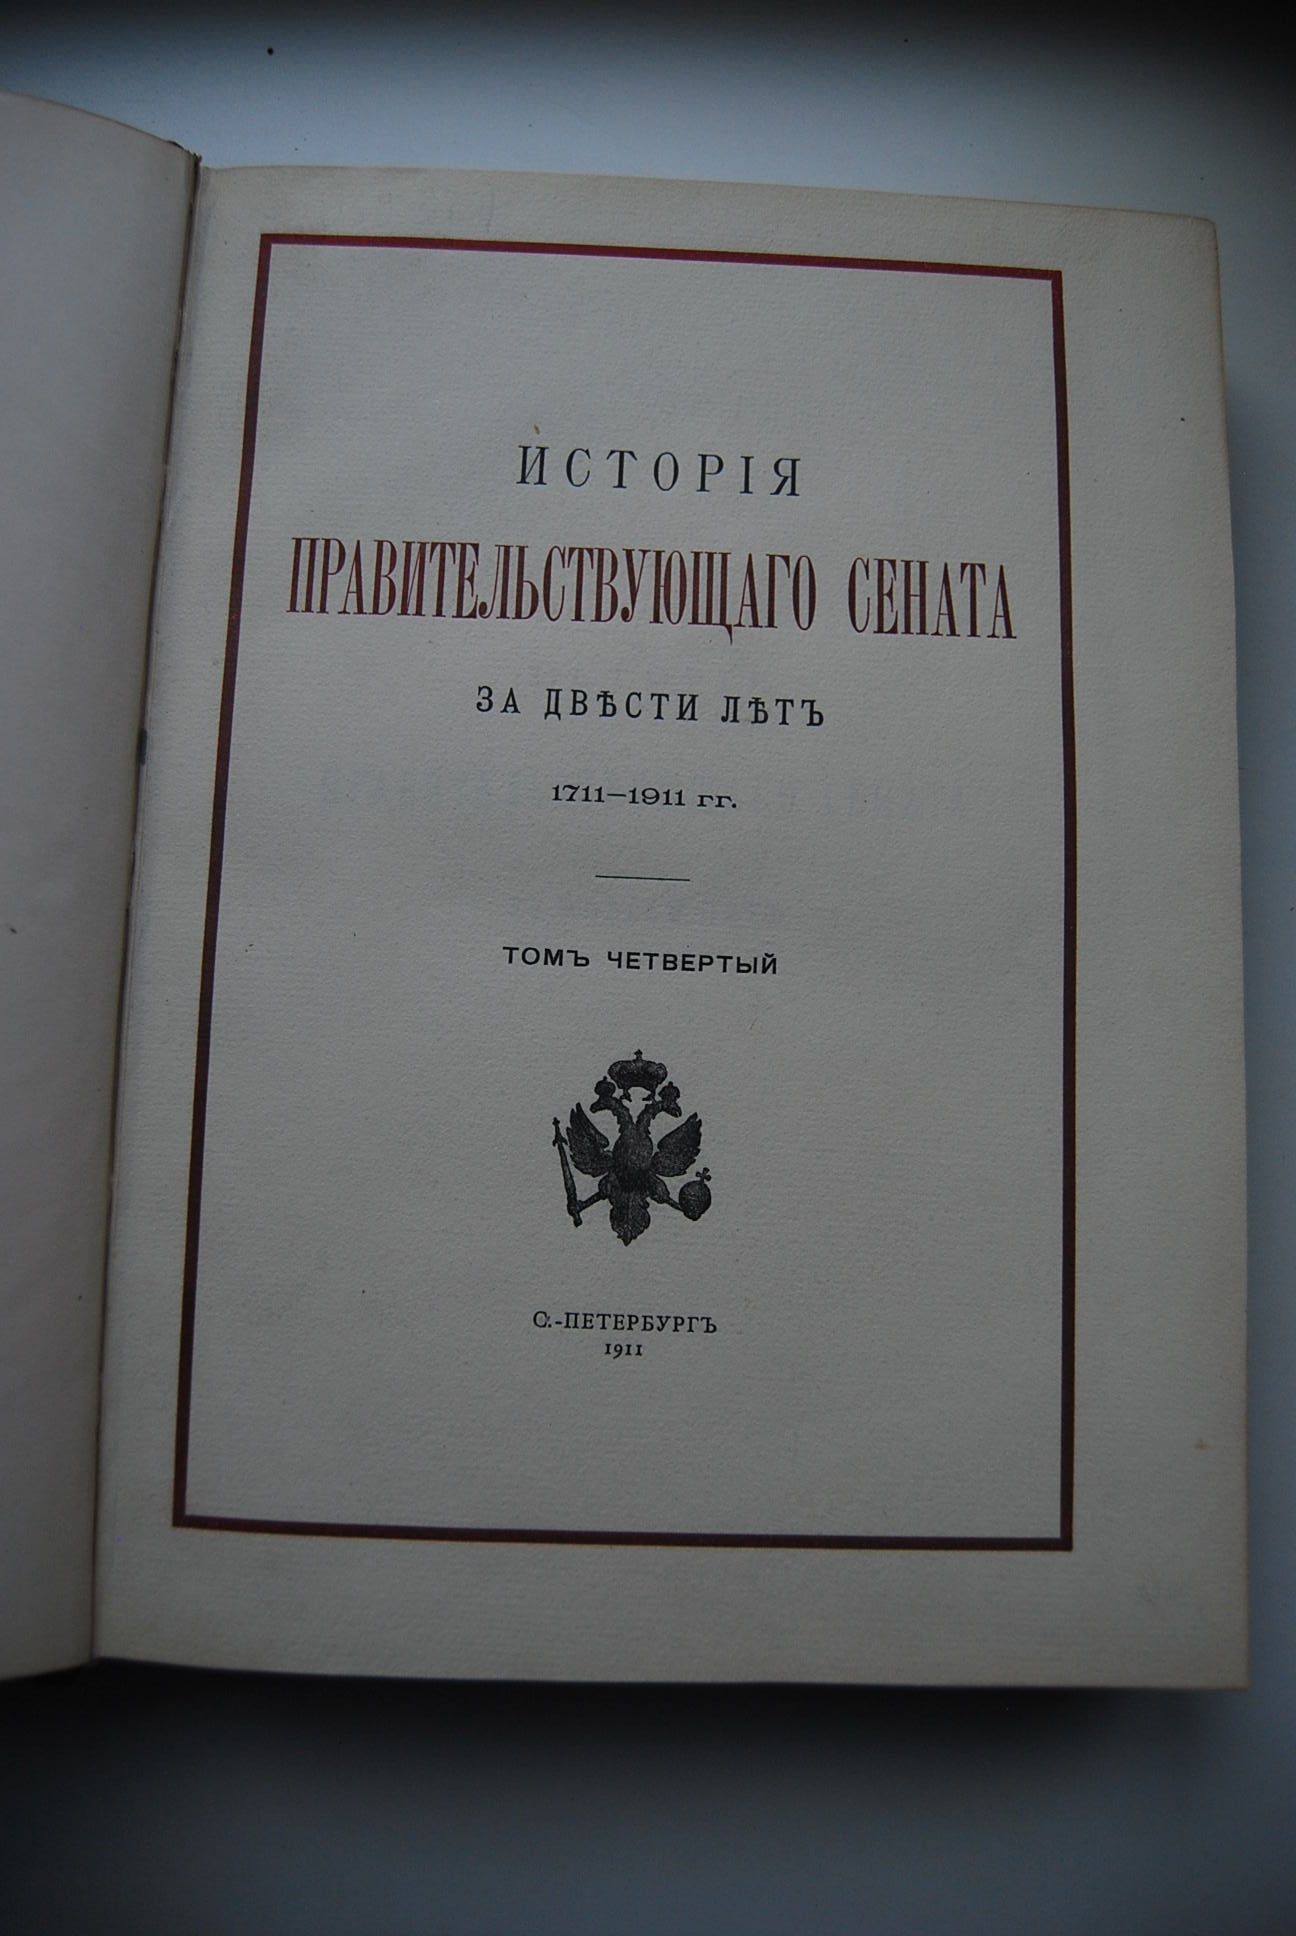 ИСТОРІЯ
ПРАВИТЕЛЬСТВУЮЩАГО СЕНАТА
ЗА ДВѢСТИ ЛѢТЪ
1711—1911 гг.
ТОМЪ ЧЕТВЕРТЫЙ
С.-ПЕТЕРБУРГЪ
1911